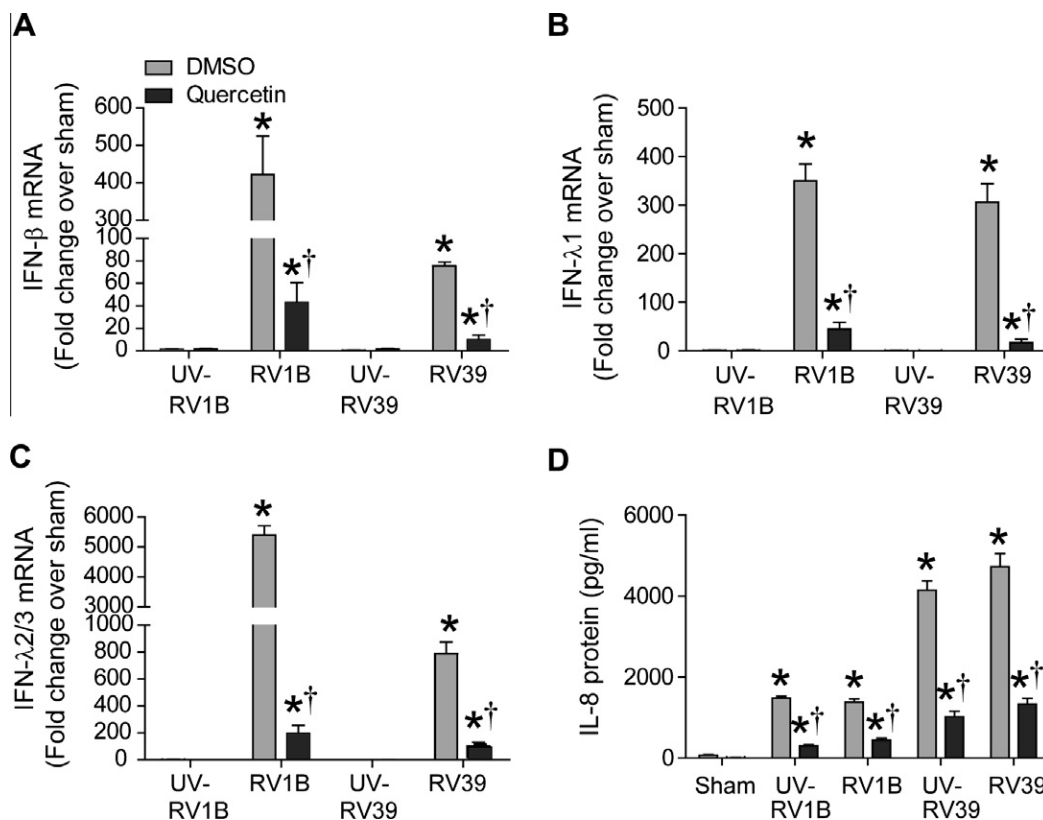 A
DMSO
Quercetin
IFN-β mRNA
(Fold change over sham)
600
500
400
300
100
80
60
40
20
0
*
*†
*
*†
UV-
RV1B
RV1B
UV-
RV39
RV39
B
IFN-λ1 mRNA
(Fold change over sham)
500
400
300
200
100
0
*
*†
*
*†
UV-
RV1B
RV1B
UV-
RV39
RV39
C
IFN-λ2/3 mRNA
(Fold change over sham)
6000
5000
4000
3000
2000
1000
800
600
400
200
0
*
*†
*
*†
UV-
RV1B
RV1B
UV-
RV39
RV39
D
IL-8 protein (pg/ml)
6000
4000
2000
0
*
*†
*
*†
*
*†
*
*†
Sham
UV-
RV1B
RV1B
UV-
RV39
RV39